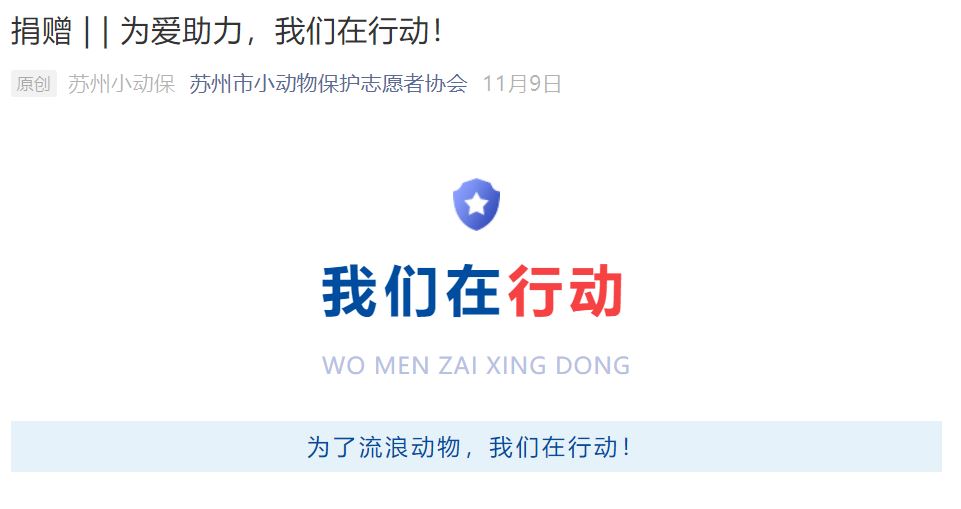 捐赠 | | 为爱助力，我们在行动！
原创 苏州小动保 苏州市小动物保护志愿者协会 11月9日
我们在行动
WO MEN ZAI XING DONG
为了流浪动物，我们在行动！